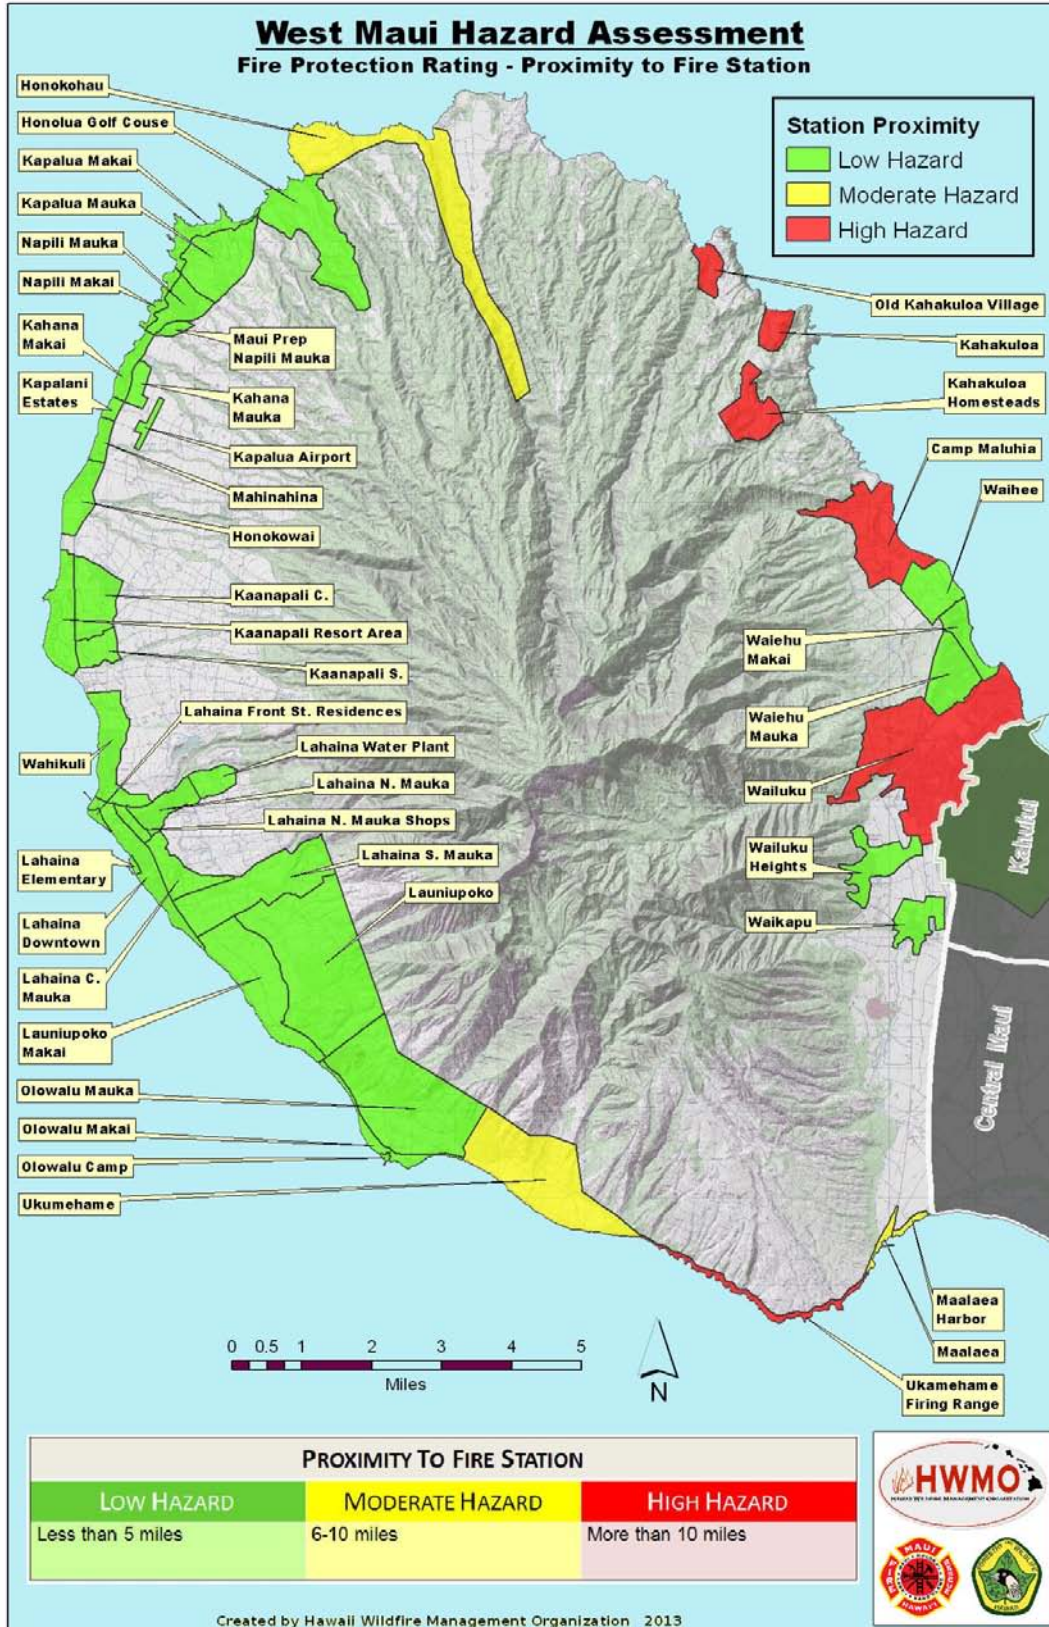 West Maui Hazard Assessment
Fire Protection Rating - Proximity to Fire Station
Honokohau
Honolua Golf Couse
Kapalua Makai
Kapalua Mauka
Napili Mauka
Napili Makai
Kahana
Makai
Kapalani
Estates
Maui Prep
Napili Mauka
Kahana
Mauka
Kapalua Airport
Mahinahina
Honokowai
Kaanapali C.
Kaanapali Resort Area
Kaanapali S.
Lahaina Front St. Residences
Wahikuli
Lahaina Water Plant
Lahaina N. Mauka
Lahaina N. Mauka Shops
Lahaina S. Mauka
Launiupoko
Lahaina
Elementary
Lahaina
Downtown
Lahaina C.
Mauka
Launiupoko
Makai
Olowalu Mauka
Olowalu Makai
Olowalu Camp
Ukumehame
Station Proximity
Low Hazard
Moderate Hazard
High Hazard
Old Kahakuloa Village
Kahakuloa
Kahakuloa
Homesteads
Camp Maluhia
Waihee
Waiehu
Makai
Waiehu
Mauka
Wailuku
Wailuku
Heights
Waikapu
Kahului
Central Maui
Maalaea
Harbor
Maalaea
Ukamehame
Firing Range
0 0.5 1 2 3 4 5
Miles
N
PROXIMITY TO FIRE STATION
LOW HAZARD
MODERATE HAZARD
HIGH HAZARD
Less than 5 miles
6-10 miles
More than 10 miles
HWMO
MAUI
FIRE
HAWAI'I
Created by Hawaii Wildfire Management Organization 2013